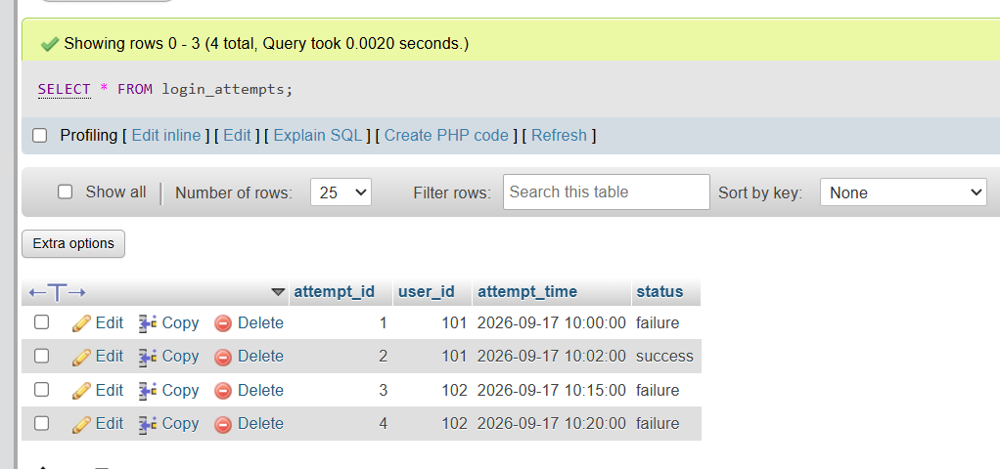 Showing rows 0 - 3 (4 total, Query took 0.0020 seconds.)
SELECT * FROM login_attempts;
Profiling [ Edit inline ] [ Edit ] [ Explain SQL ] [ Create PHP code ] [ Refresh ]
Show all Number of rows: 25 Filter rows: Search this table Sort by key: None
Extra options
attempt_id user_id attempt_time status
Edit Copy Delete 1 101 2026-09-17 10:00:00 failure
Edit Copy Delete 2 101 2026-09-17 10:02:00 success
Edit Copy Delete 3 102 2026-09-17 10:15:00 failure
Edit Copy Delete 4 102 2026-09-17 10:20:00 failure